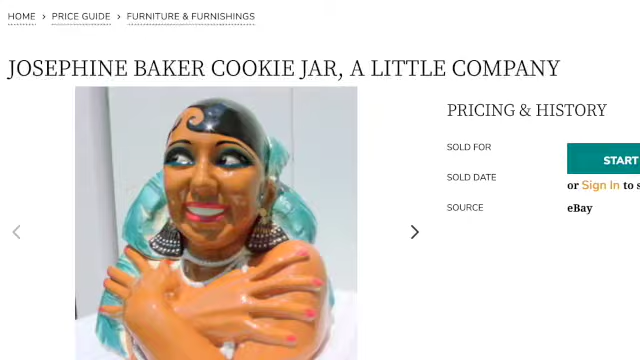 HOME > PRICE GUIDE > FURNITURE & FURNISHINGS
JOSEPHINE BAKER COOKIE JAR, A LITTLE COMPANY
PRICING & HISTORY
SOLD FOR
START
SOLD DATE
or Sign In to s
SOURCE
eBay